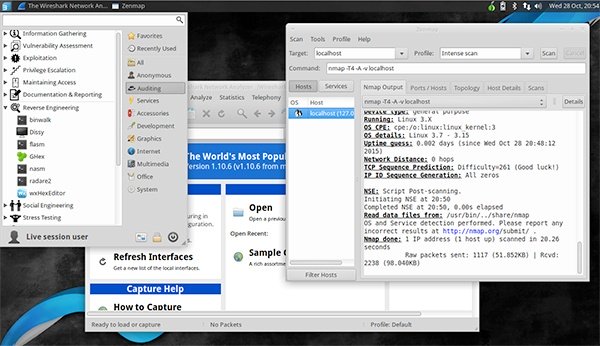 The Wireshark Network An...
Zenmap
Wed 28 Oct, 20:54
Information Gathering
Vulnerability Assessment
Exploitation
Privilege Escalation
Maintaining Access
Documentation & Reporting
Reverse Engineering
binwalk
Dissy
flasm
GHex
nasm
radare2
wxHexEditor
Social Engineering
Stress Testing
Live session user
Favorites
Recently Used
All
Anonymous
Auditing
Services
Accessories
Development
Graphics
Internet
Multimedia
Office
System
Analyze Statistics Telephony
The World's Most Popu
Version 1.10.6 (v1.10.6 from m
Open
Open a previou
Open Recent:
Sample C
A rich assortmen
Refresh Interfaces
Get a new list of the local interfaces.
Capture Help
How to Capture
Ready to load or capture
No Packets
Profile: Default
Zenmap
Scan Tools Profile Help
Target: localhost
Profile: Intense scan
Scan
Cancel
Command: nmap -T4 -A -v localhost
Hosts
Services
Nmap Output
Ports / Hosts
Topology
Host Details
Scans
OS
Host
localhost (127.0
nmap -T4 -A -v localhost
Details
Device type: general purpose
Running: Linux 3.X
OS CPE: cpe:/o:linux:linux_kernel:3
OS details: Linux 3.7 - 3.15
Uptime guess: 0.002 days (since Wed Oct 28 20:48:12
2015)
Network Distance: 0 hops
TCP Sequence Prediction: Difficulty=261 (Good luck!)
IP ID Sequence Generation: All zeros
NSE: Script Post-scanning.
Initiating NSE at 20:50
Completed NSE at 20:50, 0.00s elapsed
Read data files from: /usr/bin/../share/nmap
OS and Service detection performed. Please report any
incorrect results at http://nmap.org/submit/ .
Nmap done: 1 IP address (1 host up) scanned in 20.26
seconds
Raw packets sent: 1117 (51.852KB) | Rcvd:
2238 (98.040KB)
Filter Hosts